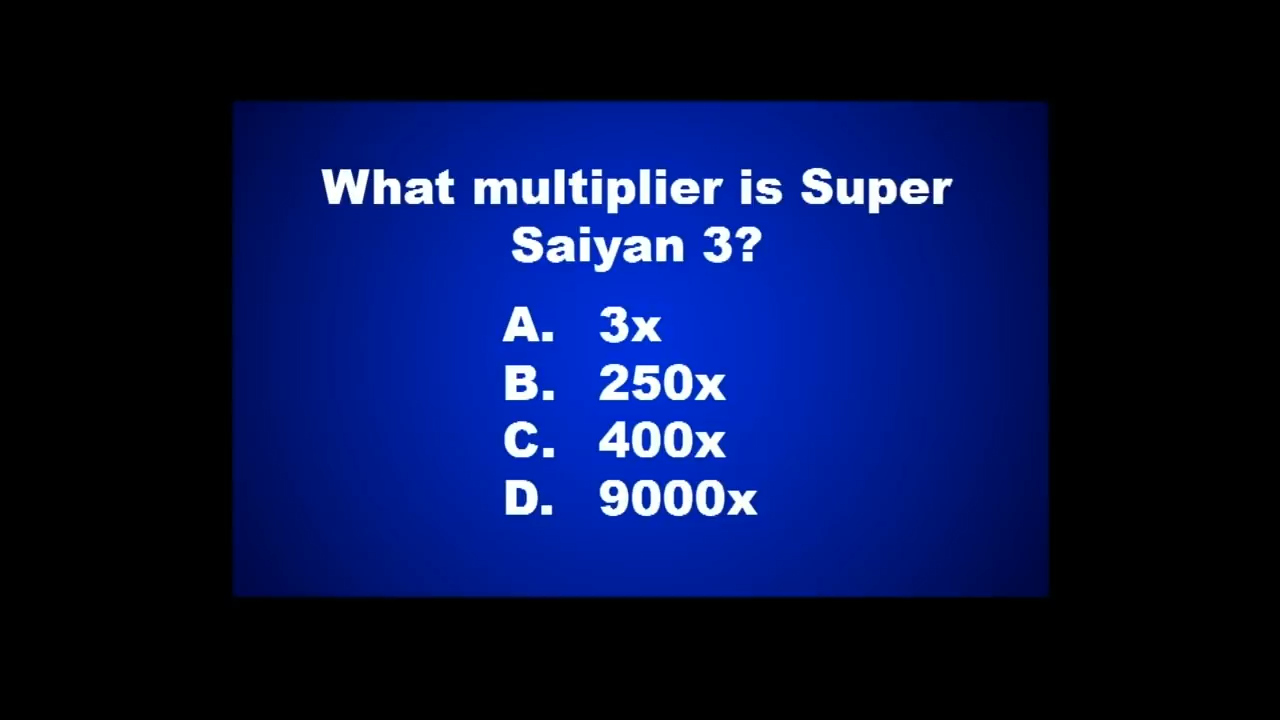 What multiplier is Super
Saiyan 3?
A. 3x
B. 250x
C. 400x
D. 9000x